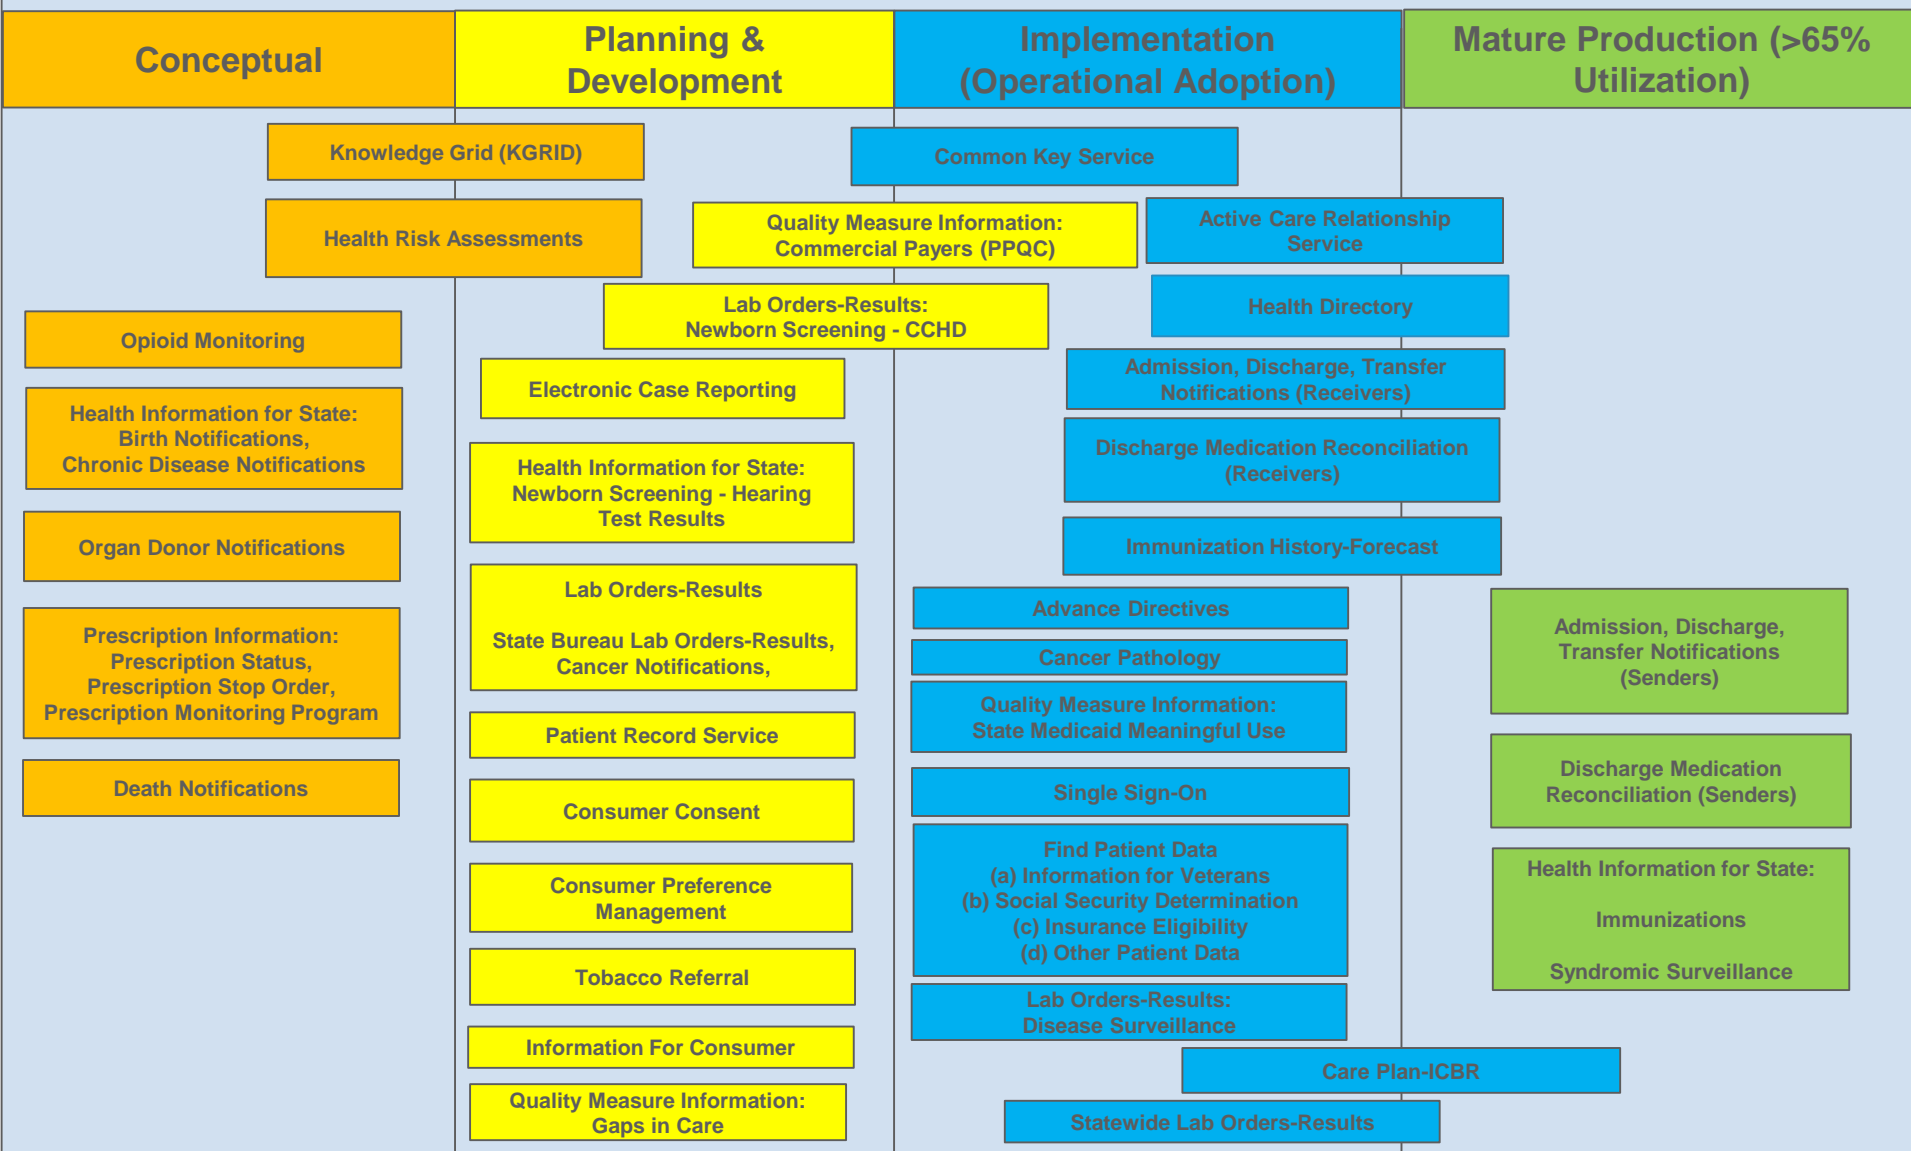 Conceptual
Planning &
Development
Implementation
(Operational Adoption)
Mature Production (>65%
Utilization)
Knowledge Grid (KGRID)
Health Risk Assessments
Opioid Monitoring
Health Information for State:
Birth Notifications,
Chronic Disease Notifications
Organ Donor Notifications
Prescription Information:
Prescription Status,
Prescription Stop Order,
Prescription Monitoring Program
Death Notifications
Quality Measure Information:
Commercial Payers (PPQC)
Lab Orders-Results:
Newborn Screening - CCHD
Electronic Case Reporting
Health Information for State:
Newborn Screening - Hearing
Test Results
Lab Orders-Results
State Bureau Lab Orders-Results,
Cancer Notifications,
Patient Record Service
Consumer Consent
Consumer Preference
Management
Tobacco Referral
Information For Consumer
Quality Measure Information:
Gaps in Care
Common Key Service
Active Care Relationship
Service
Health Directory
Admission, Discharge, Transfer
Notifications (Receivers)
Discharge Medication Reconciliation
(Receivers)
Immunization History-Forecast
Advance Directives
Cancer Pathology
Quality Measure Information:
State Medicaid Meaningful Use
Single Sign-On
Find Patient Data
(a) Information for Veterans
(b) Social Security Determination
(c) Insurance Eligibility
(d) Other Patient Data
Lab Orders-Results:
Disease Surveillance
Care Plan-ICBR
Statewide Lab Orders-Results
Admission, Discharge,
Transfer Notifications
(Senders)
Discharge Medication
Reconciliation (Senders)
Health Information for State:
Immunizations
Syndromic Surveillance